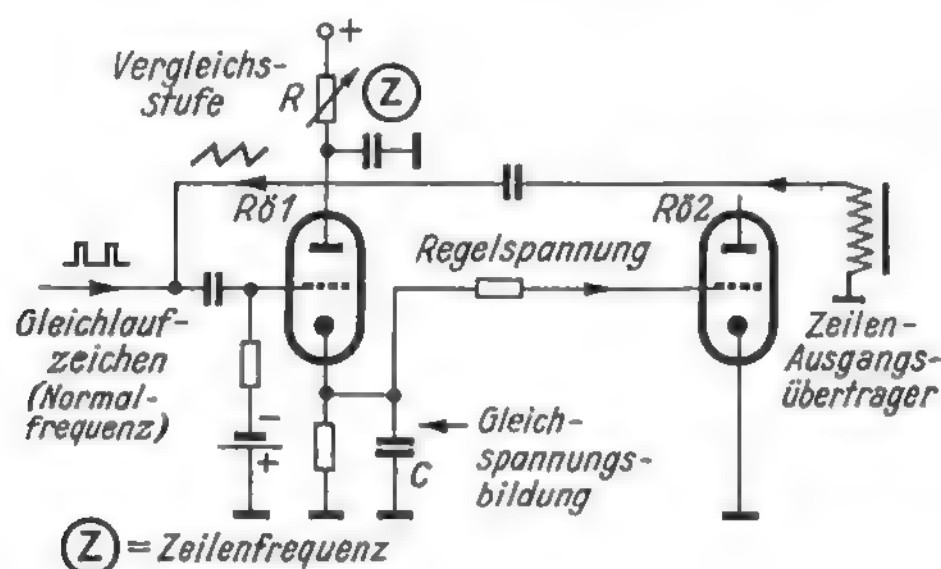 +
Vergleichs-
stufe
R
Z
Rö1
Rö2
Regelspannung
Gleichlauf-
zeichen
(Normal-
frequenz)
-
+
C
Gleich-
spannungs-
bildung
Zeilen-
Ausgangs-
übertrager
Z = Zeilenfrequenz